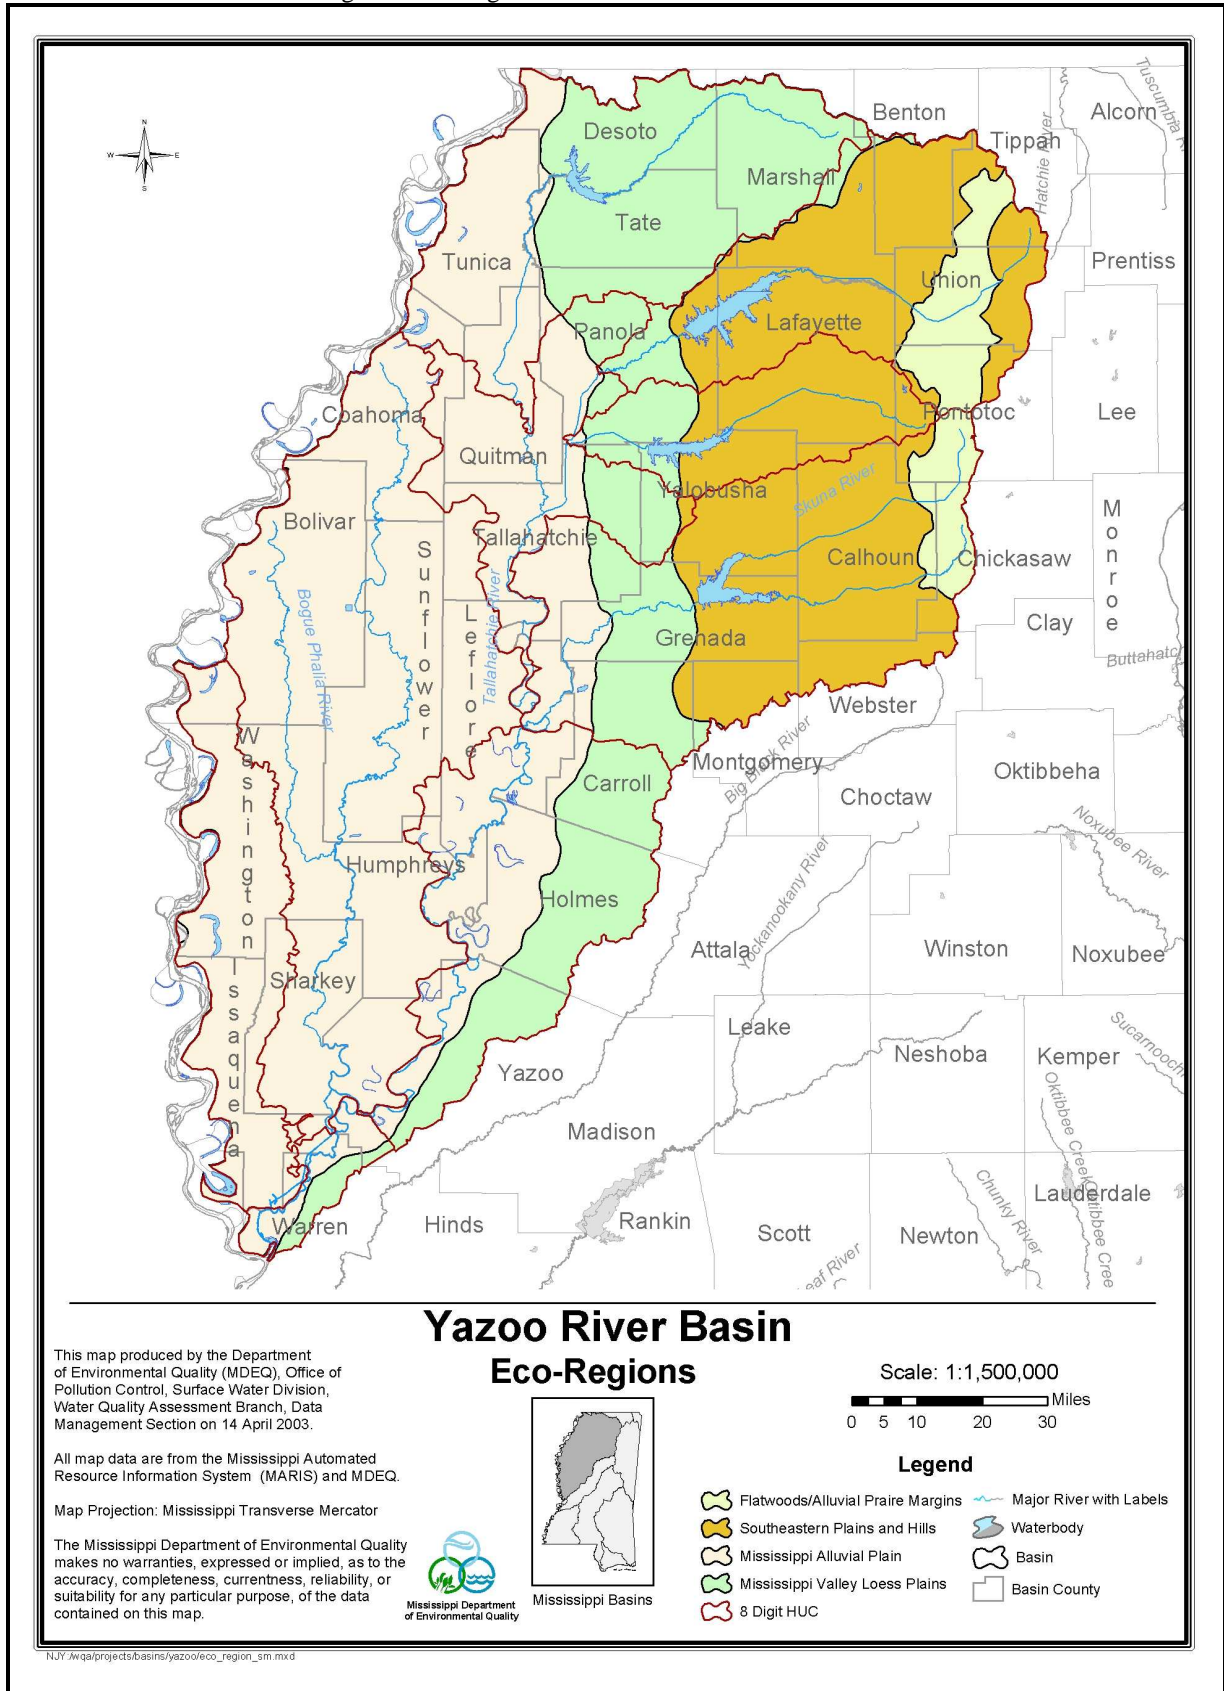 N
W E
S
Benton
Alcorn
Tuscumbia
Desoto
Tippah
Hatchie River
Marshall
Tate
Tunica
Prentiss
Union
Panola
Lafayette
Coahoma
Pontotoc
Lee
Quitman
Yalobusha
Skuna River
Bolivar
Monroe
Tallahatchie
Sunflower
Calhoun
Chickasaw
Bogue Phalia River
Leflore
Tallahatchie River
Clay
Grenada
Buttahatc
Webster
Washington
Montgomery
Big Black River
Carroll
Oktibbeha
Choctaw
Noxubee River
Humphreys
Yockanookany River
Holmes
Attala
Winston
Noxubee
Sharkey
Issaquena
Leake
Sucarnooch
Neshoba
Kemper
Yazoo
Oktibbee Creek
Madison
Chunky River
Lauderdale
Oktibbee Cree
Warren
Hinds
Rankin
Scott
Newton
eaf River
Yazoo River Basin
Eco-Regions
This map produced by the Department
of Environmental Quality (MDEQ), Office of
Pollution Control, Surface Water Division,
Water Quality Assessment Branch, Data
Management Section on 14 April 2003.
All map data are from the Mississippi Automated
Resource Information System (MARIS) and MDEQ.
Map Projection: Mississippi Transverse Mercator
The Mississippi Department of Environmental Quality
makes no warranties, expressed or implied, as to the
accuracy, completeness, currentness, reliability, or
suitability for any particular purpose, of the data
contained on this map.
Mississippi Department
of Environmental Quality
Mississippi Basins
Scale: 1:1,500,000
Miles
0 5 10 20 30
Legend
Flatwoods/Alluvial Praire Margins
Southeastern Plains and Hills
Mississippi Alluvial Plain
Mississippi Valley Loess Plains
8 Digit HUC
Major River with Labels
Waterbody
Basin
Basin County
NJY:/wqa/projects/basins/yazoo/eco_region_sm.mxd